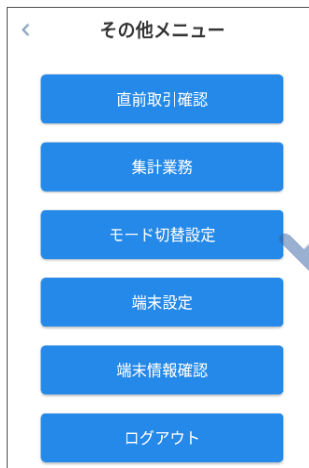 その他メニュー
直前取引確認
集計業務
モード切替設定
端末設定
端末情報確認
ログアウト